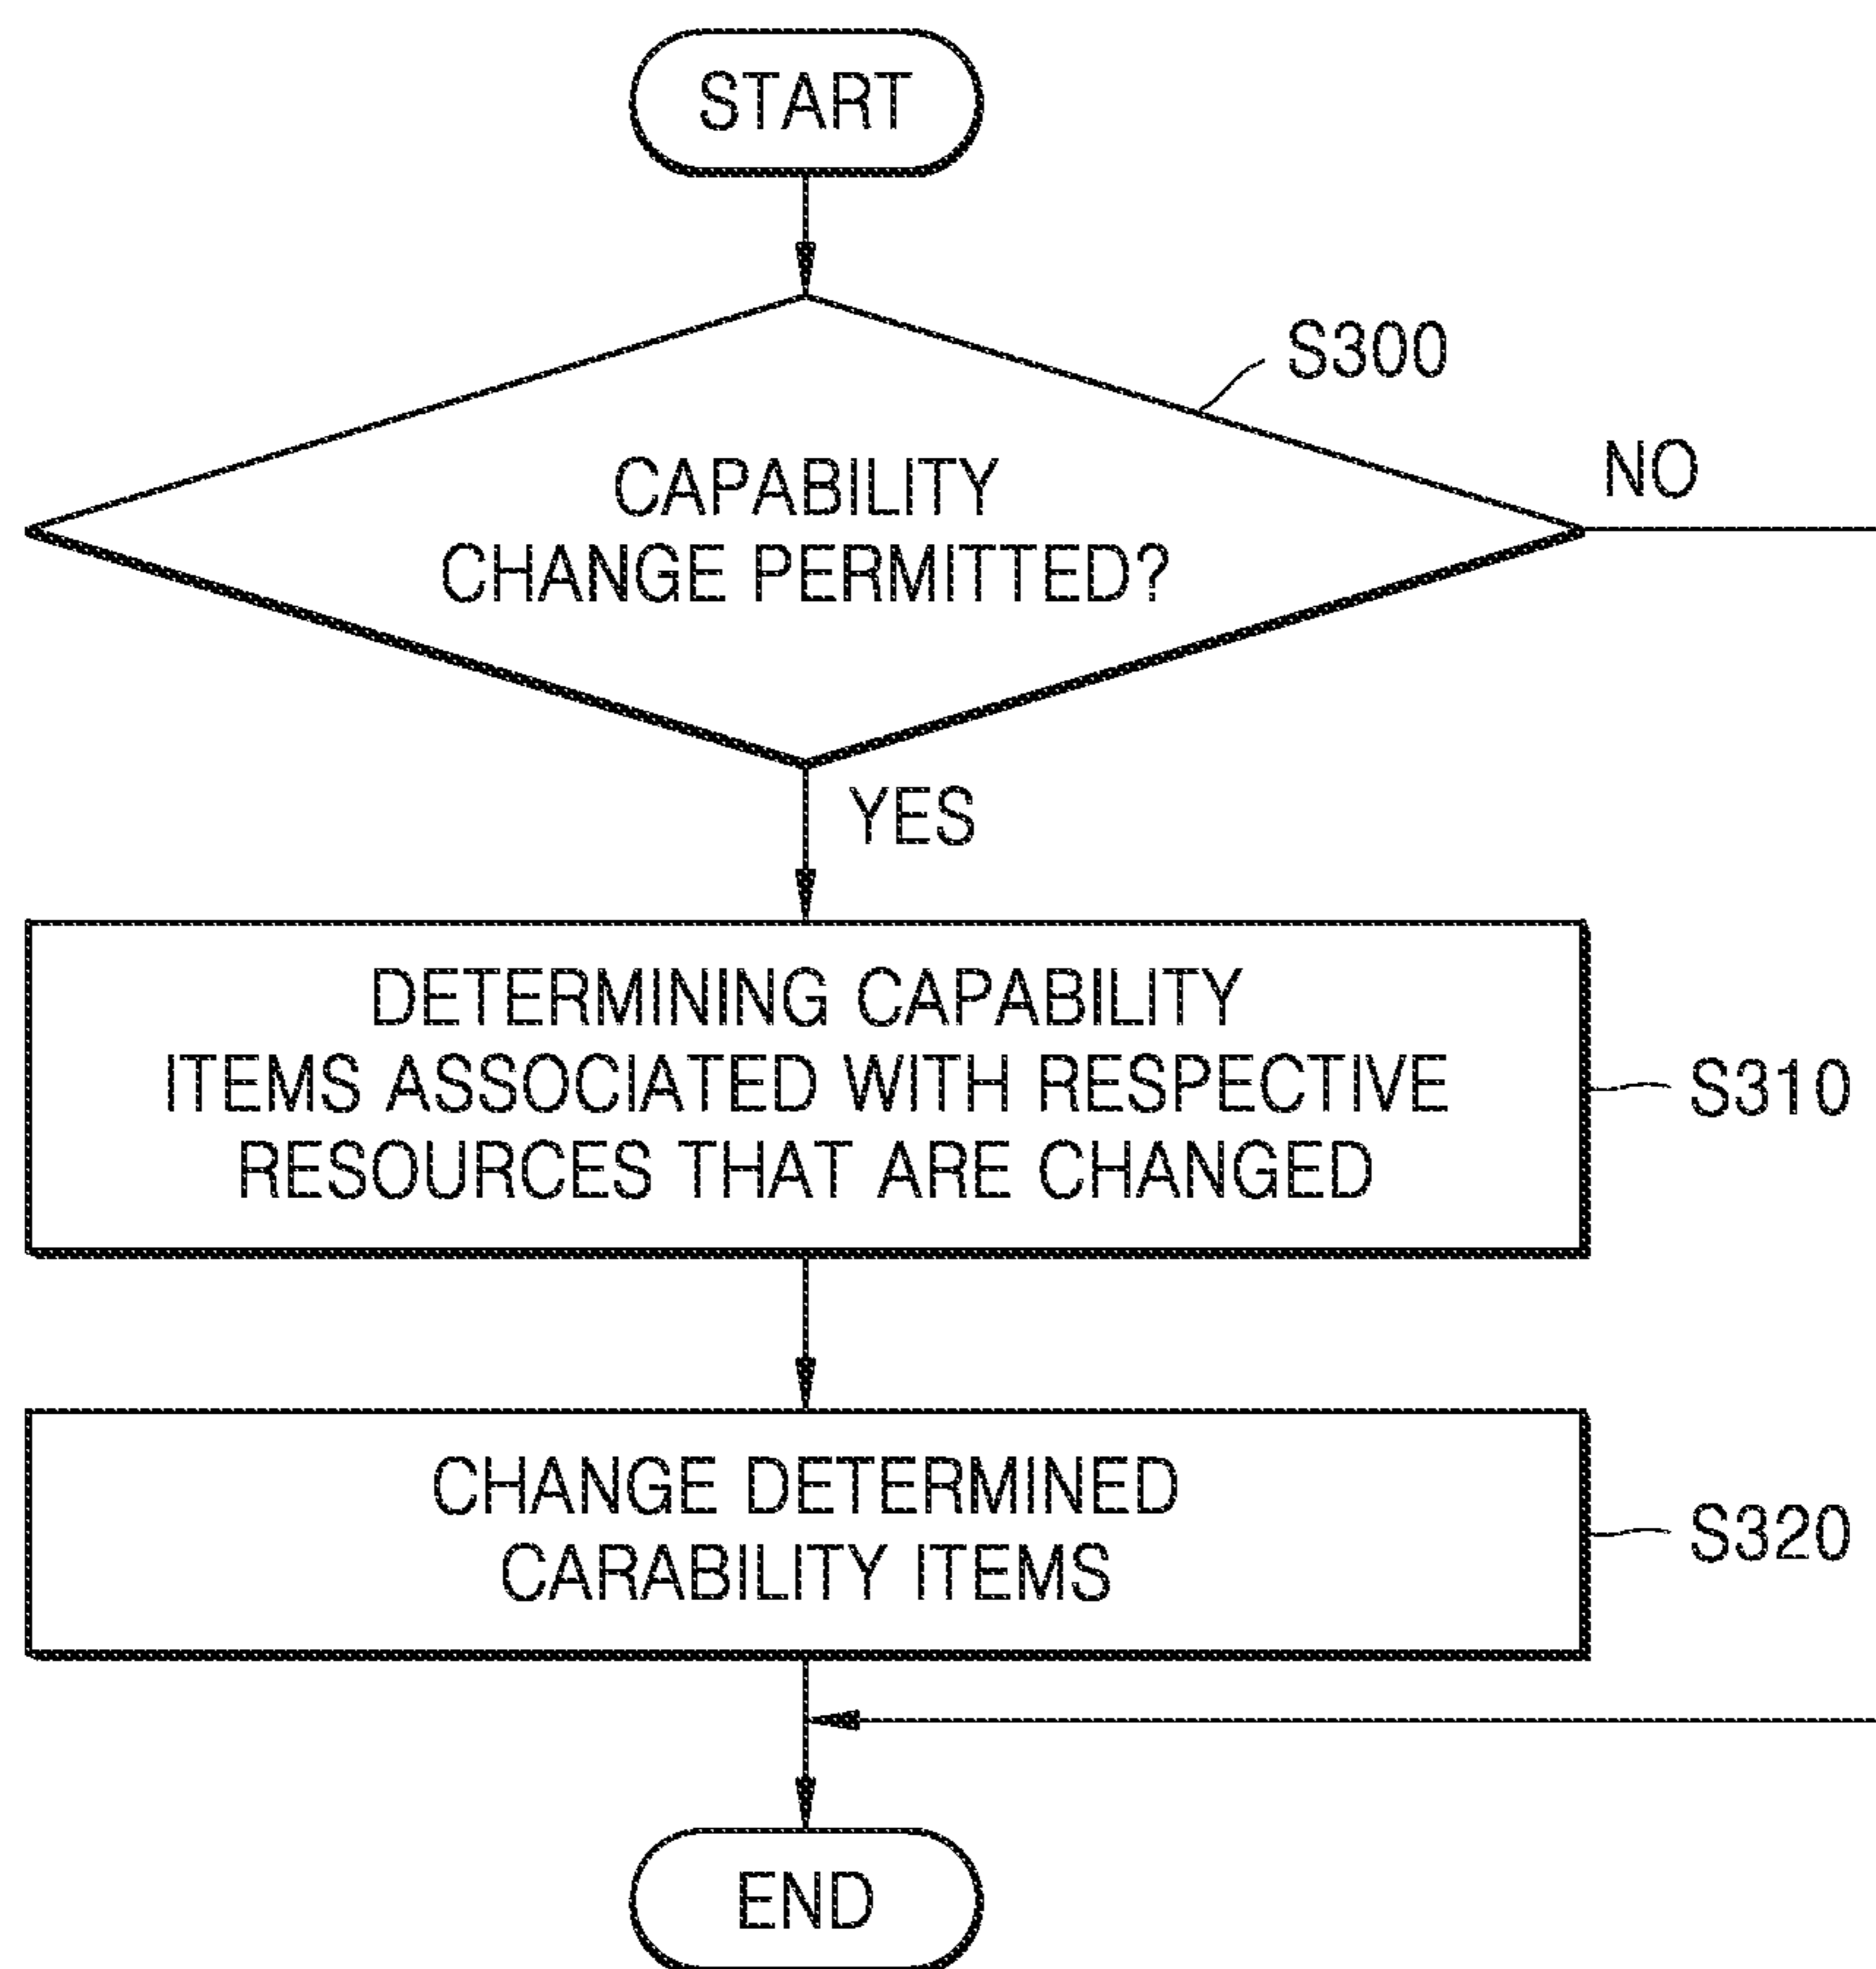 START
S300
CAPABILITY
CHANGE PERMITTED?
NO
YES
DETERMINING CAPABILITY
ITEMS ASSOCIATED WITH RESPECTIVE
RESOURCES THAT ARE CHANGED
S310
CHANGE DETERMINED
CARABILITY ITEMS
S320
END